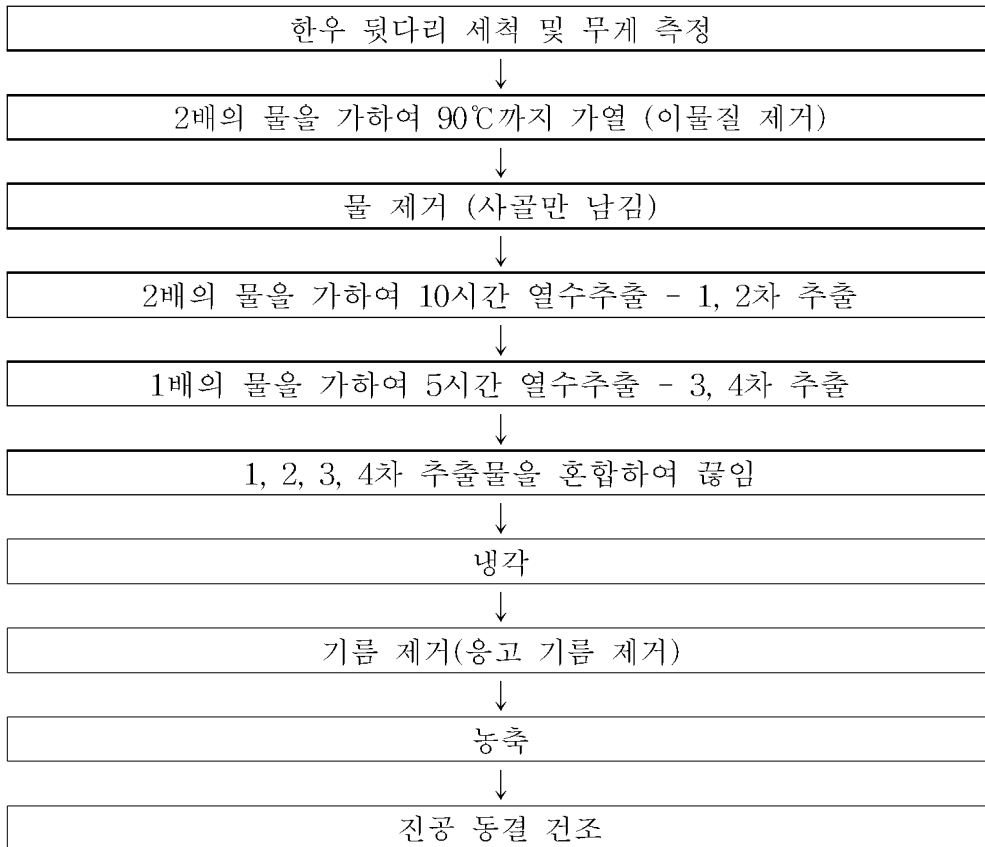 한우 뒷다리 세척 및 무게 측정
↓
2배의 물을 가하여 90℃까지 가열 (이물질 제거)
↓
물 제거 (사골만 남김)
↓
2배의 물을 가하여 10시간 열수추출 - 1, 2차 추출
↓
1배의 물을 가하여 5시간 열수추출 - 3, 4차 추출
↓
1, 2, 3, 4차 추출물을 혼합하여 끊임
↓
냉각
↓
기름 제거(응고 기름 제거)
↓
농축
↓
진공 동결 건조